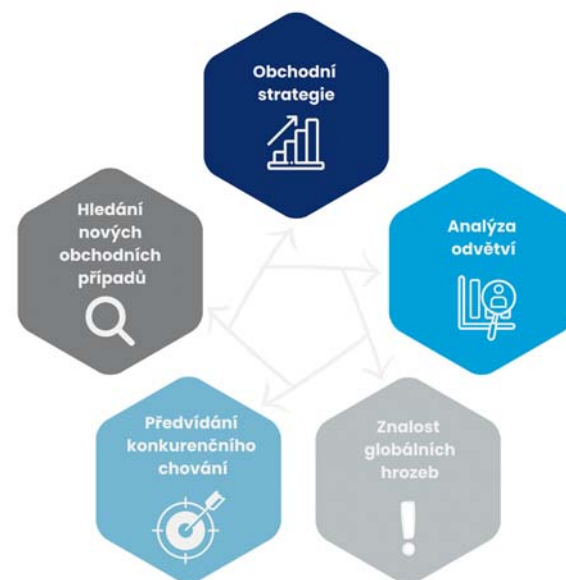 Obchodní
strategie
Analýza
odvětví
Znalost
globálních
hrozeb
Předvídání
konkurenčního
chování
Hledání
nových
obchodních
případů